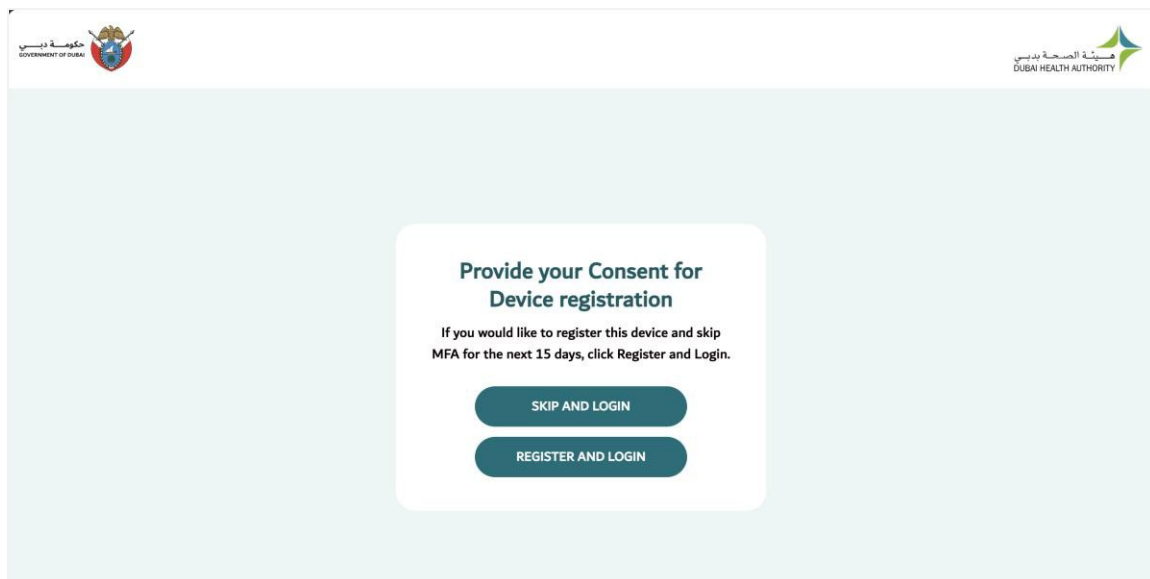 حكومة دبي
GOVERNMENT OF DUBAI
هيئة الصحة بدبي
DUBAI HEALTH AUTHORITY
Provide your Consent for
Device registration
If you would like to register this device and skip
MFA for the next 15 days, click Register and Login.
SKIP AND LOGIN
REGISTER AND LOGIN